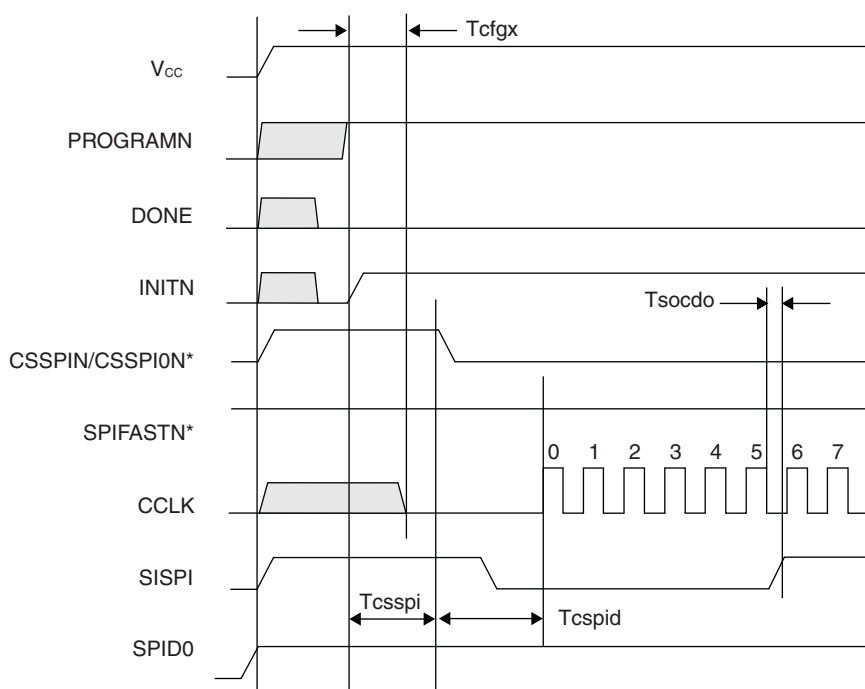 Tcfgx
VCC
PROGRAMN
DONE
INITN
Tsocdo
CSSPIN/CSSPI0N*
SPIFASTN*
0 1 2 3 4 5 6 7
CCLK
SISPI
Tcsspi
Tcspid
SPID0